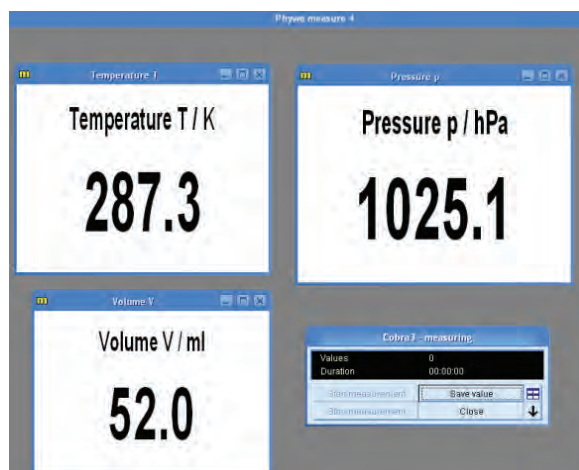 Phywe measure 4
Temperature T
Temperature T / K
287.3
Pressure p
Pressure p / hPa
1025.1
Volume V
Volume V / ml
52.0
Cobra3 - measuring
Values 0
Duration 00:00:00
Save value
Close